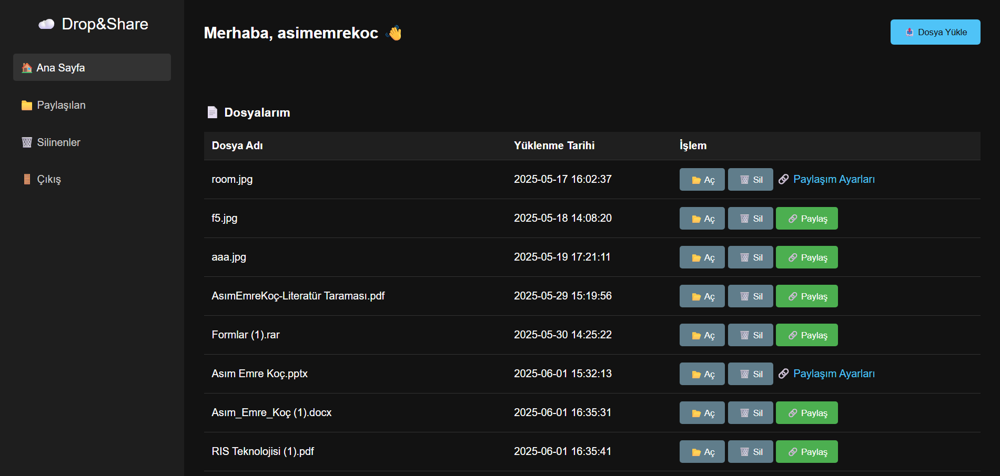 Drop&Share
Ana Sayfa
Paylaşılan
Silinenler
Çıkış
Merhaba, asimemrekoc
Dosya Yükle
Dosyalarım
Dosya Adı Yüklenme Tarihi İşlem
room.jpg 2025-05-17 16:02:37 Aç Sil Paylaşım Ayarları
f5.jpg 2025-05-18 14:08:20 Aç Sil Paylaş
aaa.jpg 2025-05-19 17:21:11 Aç Sil Paylaş
AsımEmreKoç-Literatür Taraması.pdf 2025-05-29 15:19:56 Aç Sil Paylaş
Formlar (1).rar 2025-05-30 14:25:22 Aç Sil Paylaş
Asım Emre Koç.pptx 2025-06-01 15:32:13 Aç Sil Paylaşım Ayarları
Asım_Emre_Koç (1).docx 2025-06-01 16:35:31 Aç Sil Paylaş
RIS Teknolojisi (1).pdf 2025-06-01 16:35:41 Aç Sil Paylaş